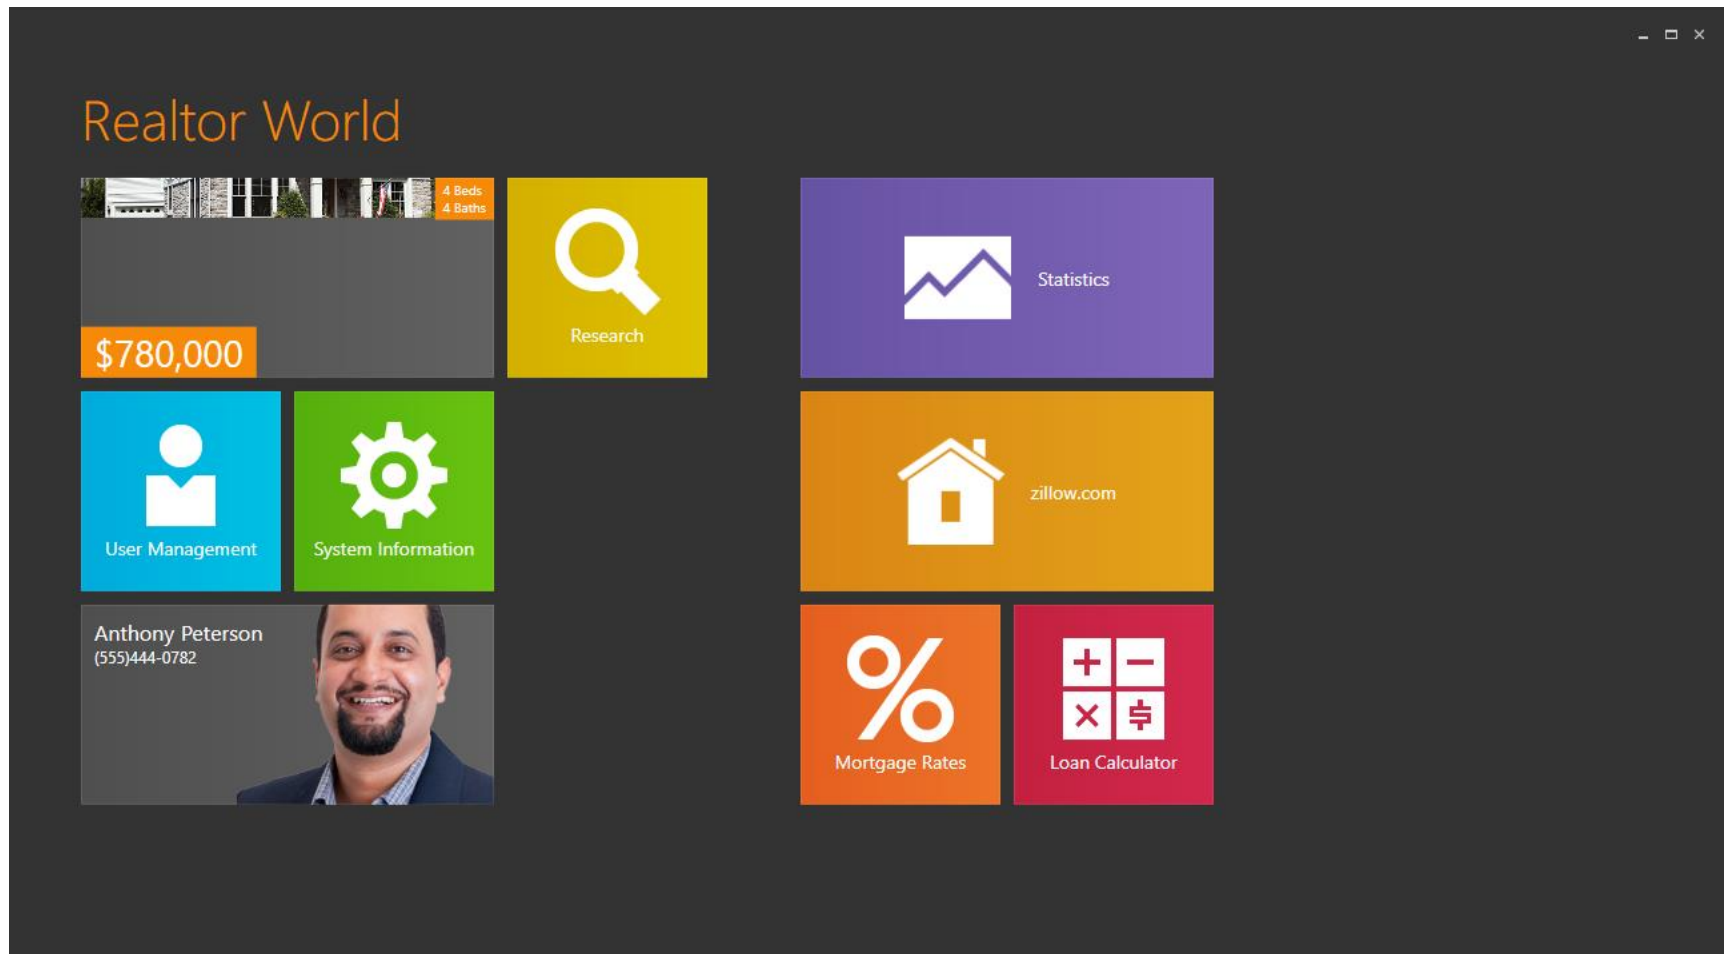 Realtor World
4 Beds
4 Baths
$780,000
Research
Statistics
User Management
System Information
zillow.com
Anthony Peterson
(555)444-0782
Mortgage Rates
Loan Calculator